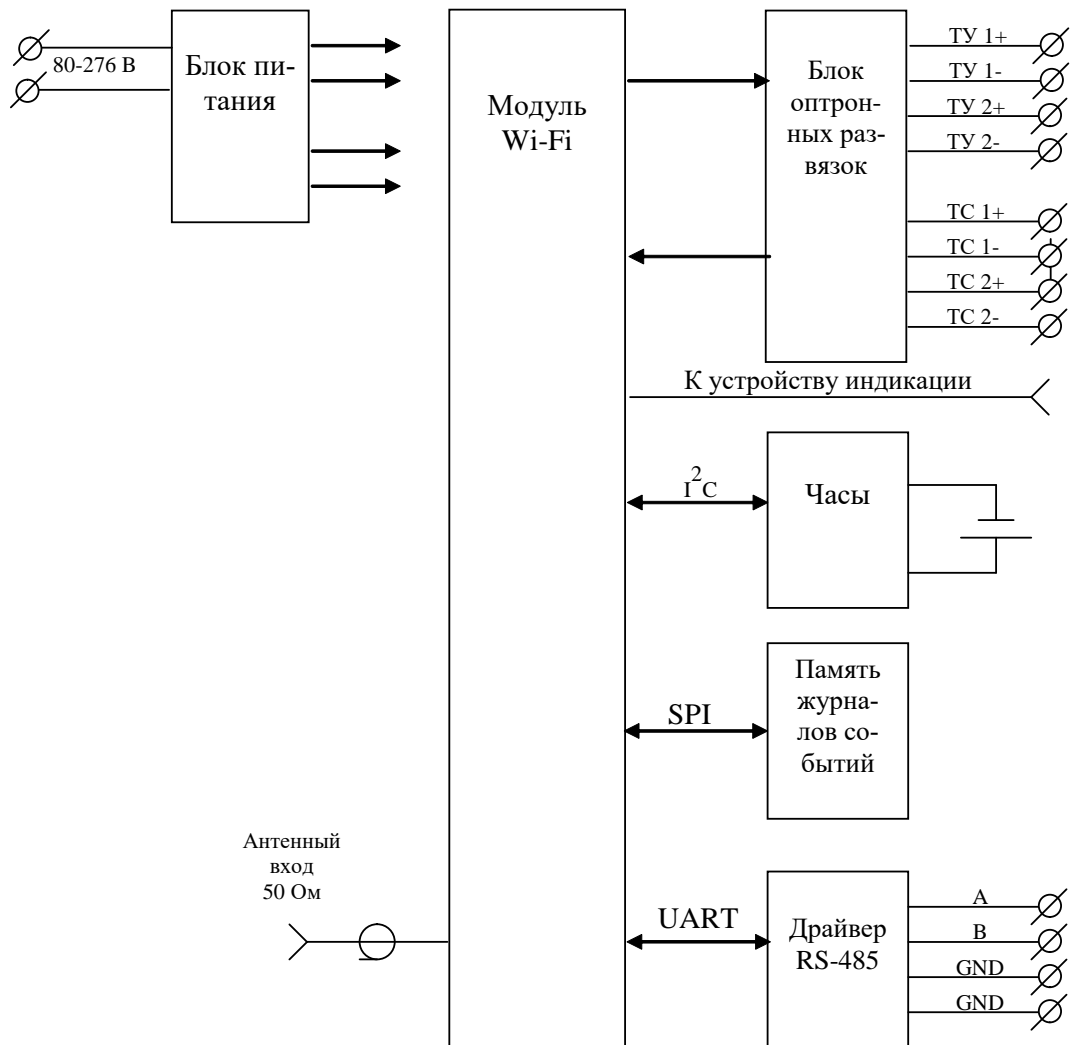 80-276 В
Блок пи-
тания
Модуль
Wi-Fi
Блок
оптрон-
ных раз-
вязок
ТУ 1+
ТУ 1-
ТУ 2+
ТУ 2-
ТС 1+
ТС 1-
ТС 2+
ТС 2-
К устройству индикации
I²C
Часы
SPI
Память
журна-
лов со-
бытий
Антенный
вход
50 Ом
UART
Драйвер
RS-485
A
B
GND
GND